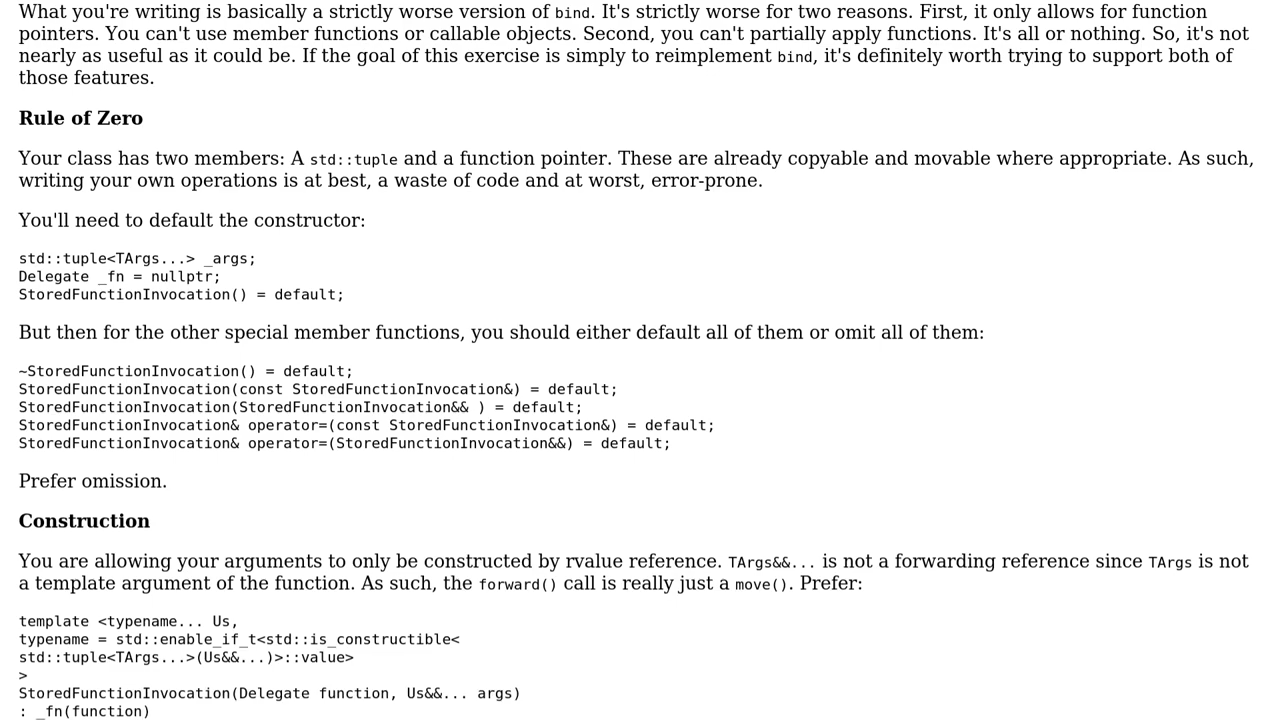 What you're writing is basically a strictly worse version of bind. It's strictly worse for two reasons. First, it only allows for function
pointers. You can't use member functions or callable objects. Second, you can't partially apply functions. It's all or nothing. So, it's not
nearly as useful as it could be. If the goal of this exercise is simply to reimplement bind, it's definitely worth trying to support both of
those features.
Rule of Zero
Your class has two members: A std::tuple and a function pointer. These are already copyable and movable where appropriate. As such,
writing your own operations is at best, a waste of code and at worst, error-prone.
You'll need to default the constructor:
std::tuple<TArgs...> _args;
Delegate _fn = nullptr;
StoredFunctionInvocation() = default;
But then for the other special member functions, you should either default all of them or omit all of them:
~StoredFunctionInvocation() = default;
StoredFunctionInvocation(const StoredFunctionInvocation&) = default;
StoredFunctionInvocation(StoredFunctionInvocation&& ) = default;
StoredFunctionInvocation& operator=(const StoredFunctionInvocation&) = default;
StoredFunctionInvocation& operator=(StoredFunctionInvocation&&) = default;
Prefer omission.
Construction
You are allowing your arguments to only be constructed by rvalue reference. TArgs&&... is not a forwarding reference since TArgs is not
a template argument of the function. As such, the forward() call is really just a move(). Prefer:
template <typename... Us,
typename = std::enable_if_t<std::is_constructible<
std::tuple<TArgs...>(Us&&...)>::value>
>
StoredFunctionInvocation(Delegate function, Us&&... args)
: _fn(function)